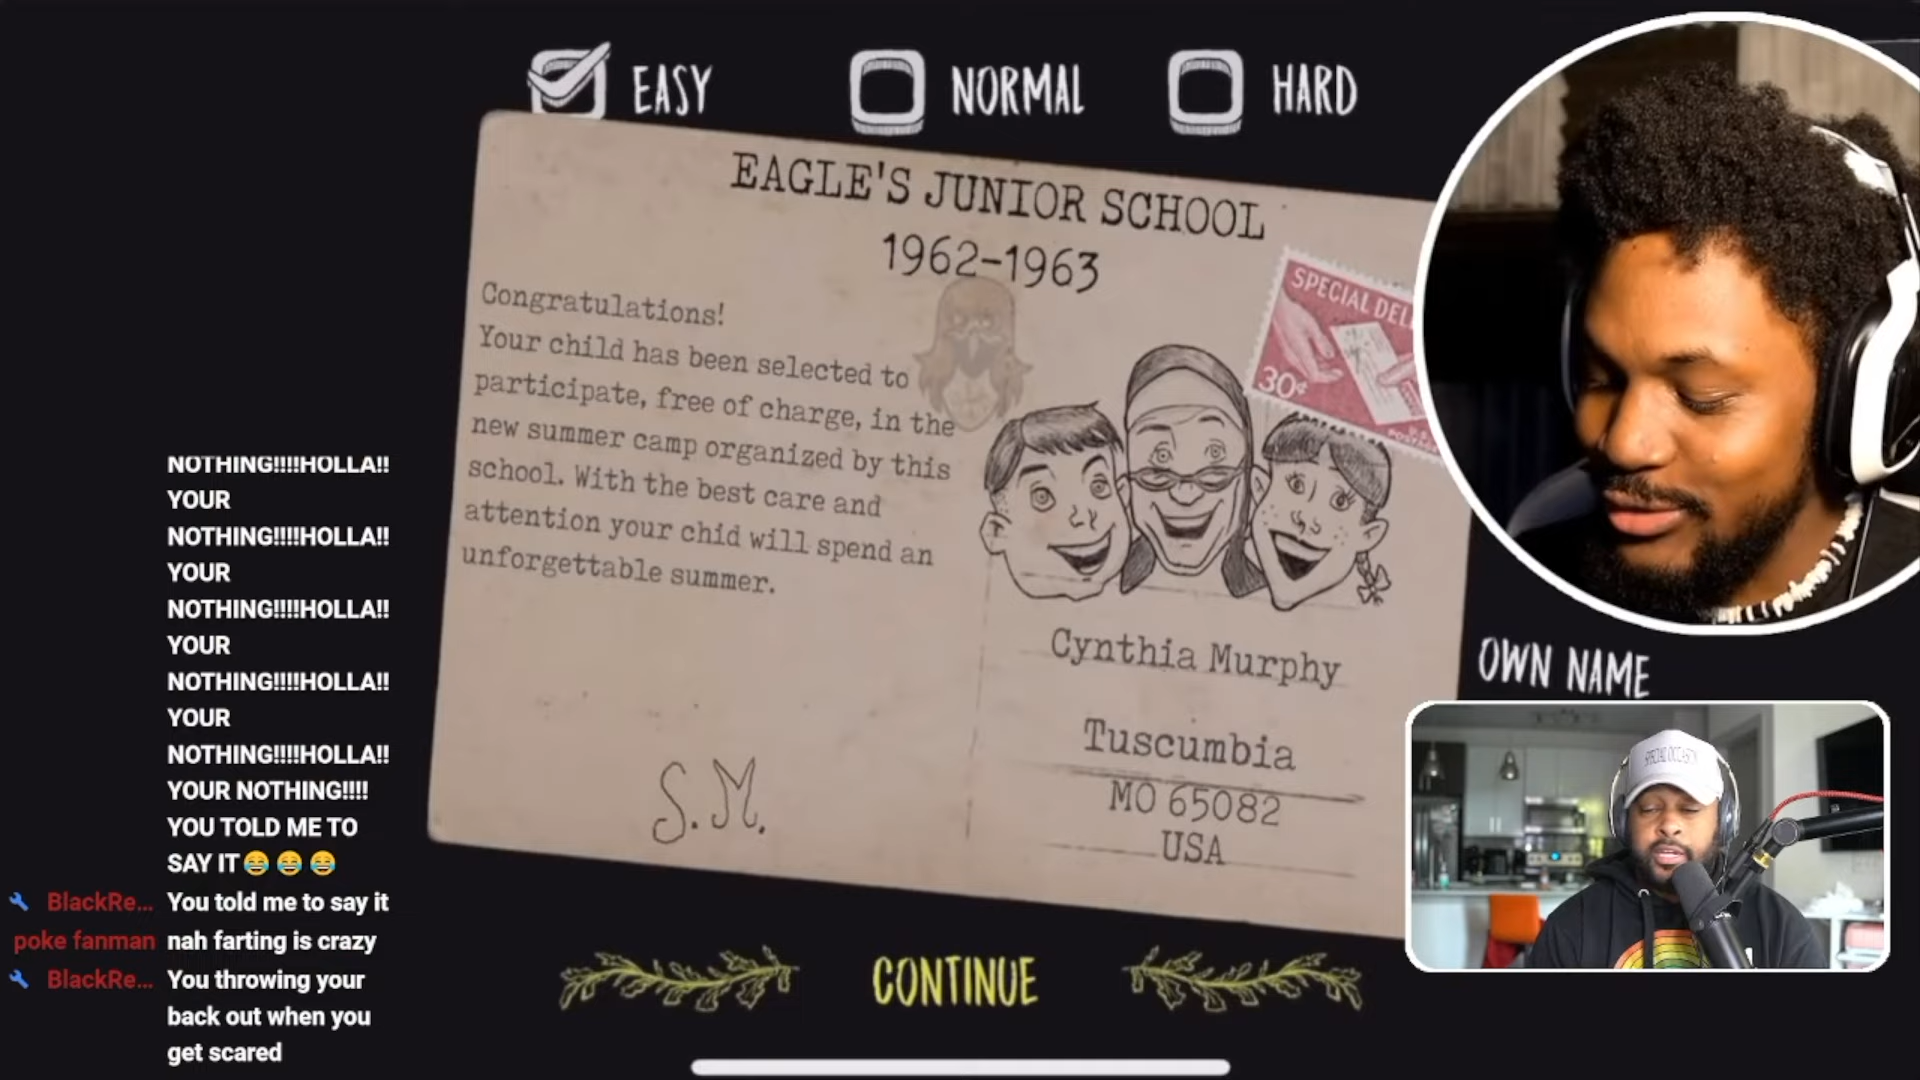 EASY
NORMAL
HARD
EAGLE'S JUNIOR SCHOOL
1962-1963
Congratulations!
Your child has been selected to
participate, free of charge, in the
new summer camp organized by this
school. With the best care and
attention your chid will spend an
unforgettable summer.
S.M.
SPECIAL DEL
30¢
Cynthia Murphy
Tuscumbia
MO 65082
USA
OWN NAME
CONTINUE
NOTHING!!!!HOLLA!!
YOUR
NOTHING!!!!HOLLA!!
YOUR
NOTHING!!!!HOLLA!!
YOUR
NOTHING!!!!HOLLA!!
YOUR
NOTHING!!!!HOLLA!!
YOUR NOTHING!!!!
YOU TOLD ME TO
SAY IT😂😂😂
BlackRe... You told me to say it
poke fanman nah farting is crazy
BlackRe... You throwing your
back out when you
get scared